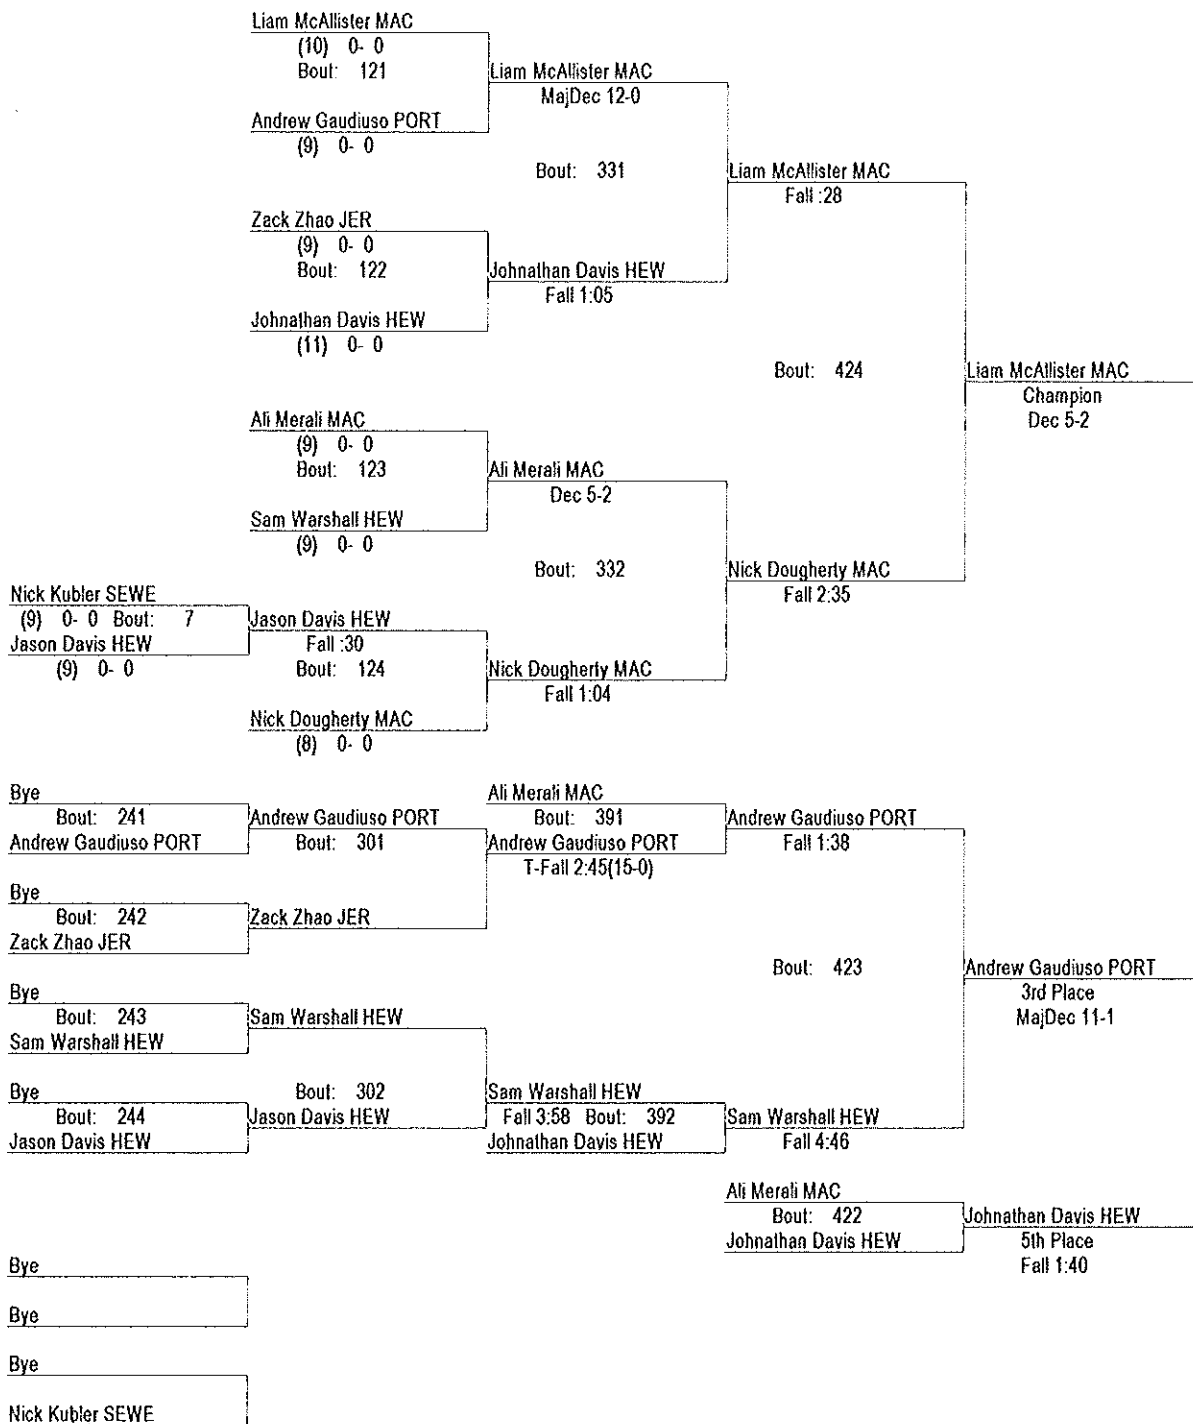 Liam McAllister MAC
(10) 0- 0
Bout: 121
Liam McAllister MAC
MajDec 12-0
Andrew Gaudiuso PORT
(9) 0- 0
Bout: 331
Liam McAllister MAC
Fall :28
Zack Zhao JER
(9) 0- 0
Bout: 122
Johnathan Davis HEW
Fall 1:05
Johnathan Davis HEW
(11) 0- 0
Bout: 424
Liam McAllister MAC
Champion
Dec 5-2
Ali Merali MAC
(9) 0- 0
Bout: 123
Ali Merali MAC
Dec 5-2
Sam Warshall HEW
(9) 0- 0
Bout: 332
Nick Dougherty MAC
Fall 2:35
Nick Kubler SEWE
(9) 0- 0 Bout: 7
Jason Davis HEW
(9) 0- 0
Jason Davis HEW
Fall :30
Bout: 124
Nick Dougherty MAC
Fall 1:04
Nick Dougherty MAC
(8) 0- 0
Bye
Bout: 241
Andrew Gaudiuso PORT
Andrew Gaudiuso PORT
Bout: 301
Ali Merali MAC
Bout: 391
Andrew Gaudiuso PORT
T-Fall 2:45(15-0)
Andrew Gaudiuso PORT
Fall 1:38
Bye
Bout: 242
Zack Zhao JER
Zack Zhao JER
Bout: 423
Andrew Gaudiuso PORT
3rd Place
MajDec 11-1
Bye
Bout: 243
Sam Warshall HEW
Sam Warshall HEW
Bye
Bout: 244
Jason Davis HEW
Bout: 302
Jason Davis HEW
Sam Warshall HEW
Fall 3:58 Bout: 392
Johnathan Davis HEW
Sam Warshall HEW
Fall 4:46
Ali Merali MAC
Bout: 422
Johnathan Davis HEW
Johnathan Davis HEW
5th Place
Fall 1:40
Bye
Bye
Bye
Nick Kubler SEWE